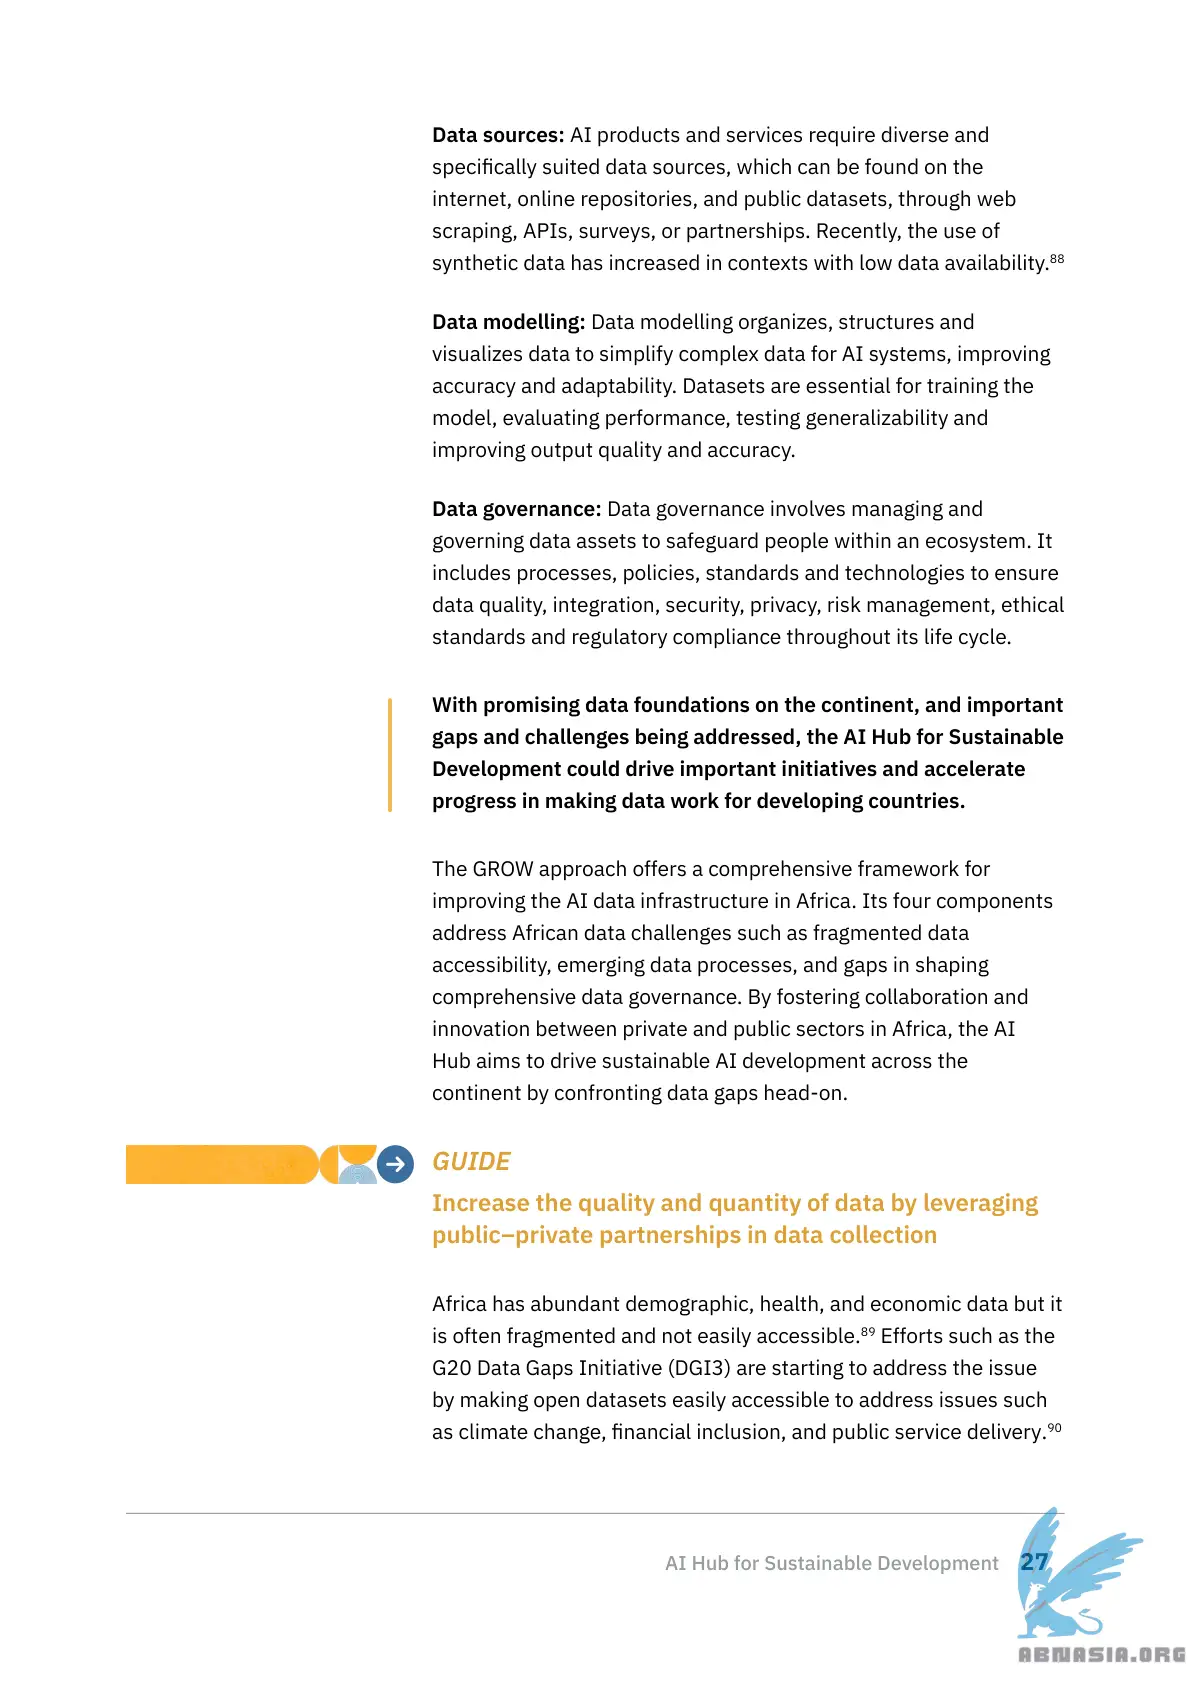 Data sources: AI products and services require diverse and
specifically suited data sources, which can be found on the
internet, online repositories, and public datasets, through web
scraping, APIs, surveys, or partnerships. Recently, the use of
synthetic data has increased in contexts with low data availability.88
Data modelling: Data modelling organizes, structures and
visualizes data to simplify complex data for AI systems, improving
accuracy and adaptability. Datasets are essential for training the
model, evaluating performance, testing generalizability and
improving output quality and accuracy.
Data governance: Data governance involves managing and
governing data assets to safeguard people within an ecosystem. It
includes processes, policies, standards and technologies to ensure
data quality, integration, security, privacy, risk management, ethical
standards and regulatory compliance throughout its life cycle.
With promising data foundations on the continent, and important
gaps and challenges being addressed, the AI Hub for Sustainable
Development could drive important initiatives and accelerate
progress in making data work for developing countries.
The GROW approach offers a comprehensive framework for
improving the AI data infrastructure in Africa. Its four components
address African data challenges such as fragmented data
accessibility, emerging data processes, and gaps in shaping
comprehensive data governance. By fostering collaboration and
innovation between private and public sectors in Africa, the AI
Hub aims to drive sustainable AI development across the
continent by confronting data gaps head-on.
GUIDE
Increase the quality and quantity of data by leveraging
public–private partnerships in data collection
Africa has abundant demographic, health, and economic data but it
is often fragmented and not easily accessible.89 Efforts such as the
G20 Data Gaps Initiative (DGI3) are starting to address the issue
by making open datasets easily accessible to address issues such
as climate change, financial inclusion, and public service delivery.90
AI Hub for Sustainable Development 27
ABNASIA.ORG